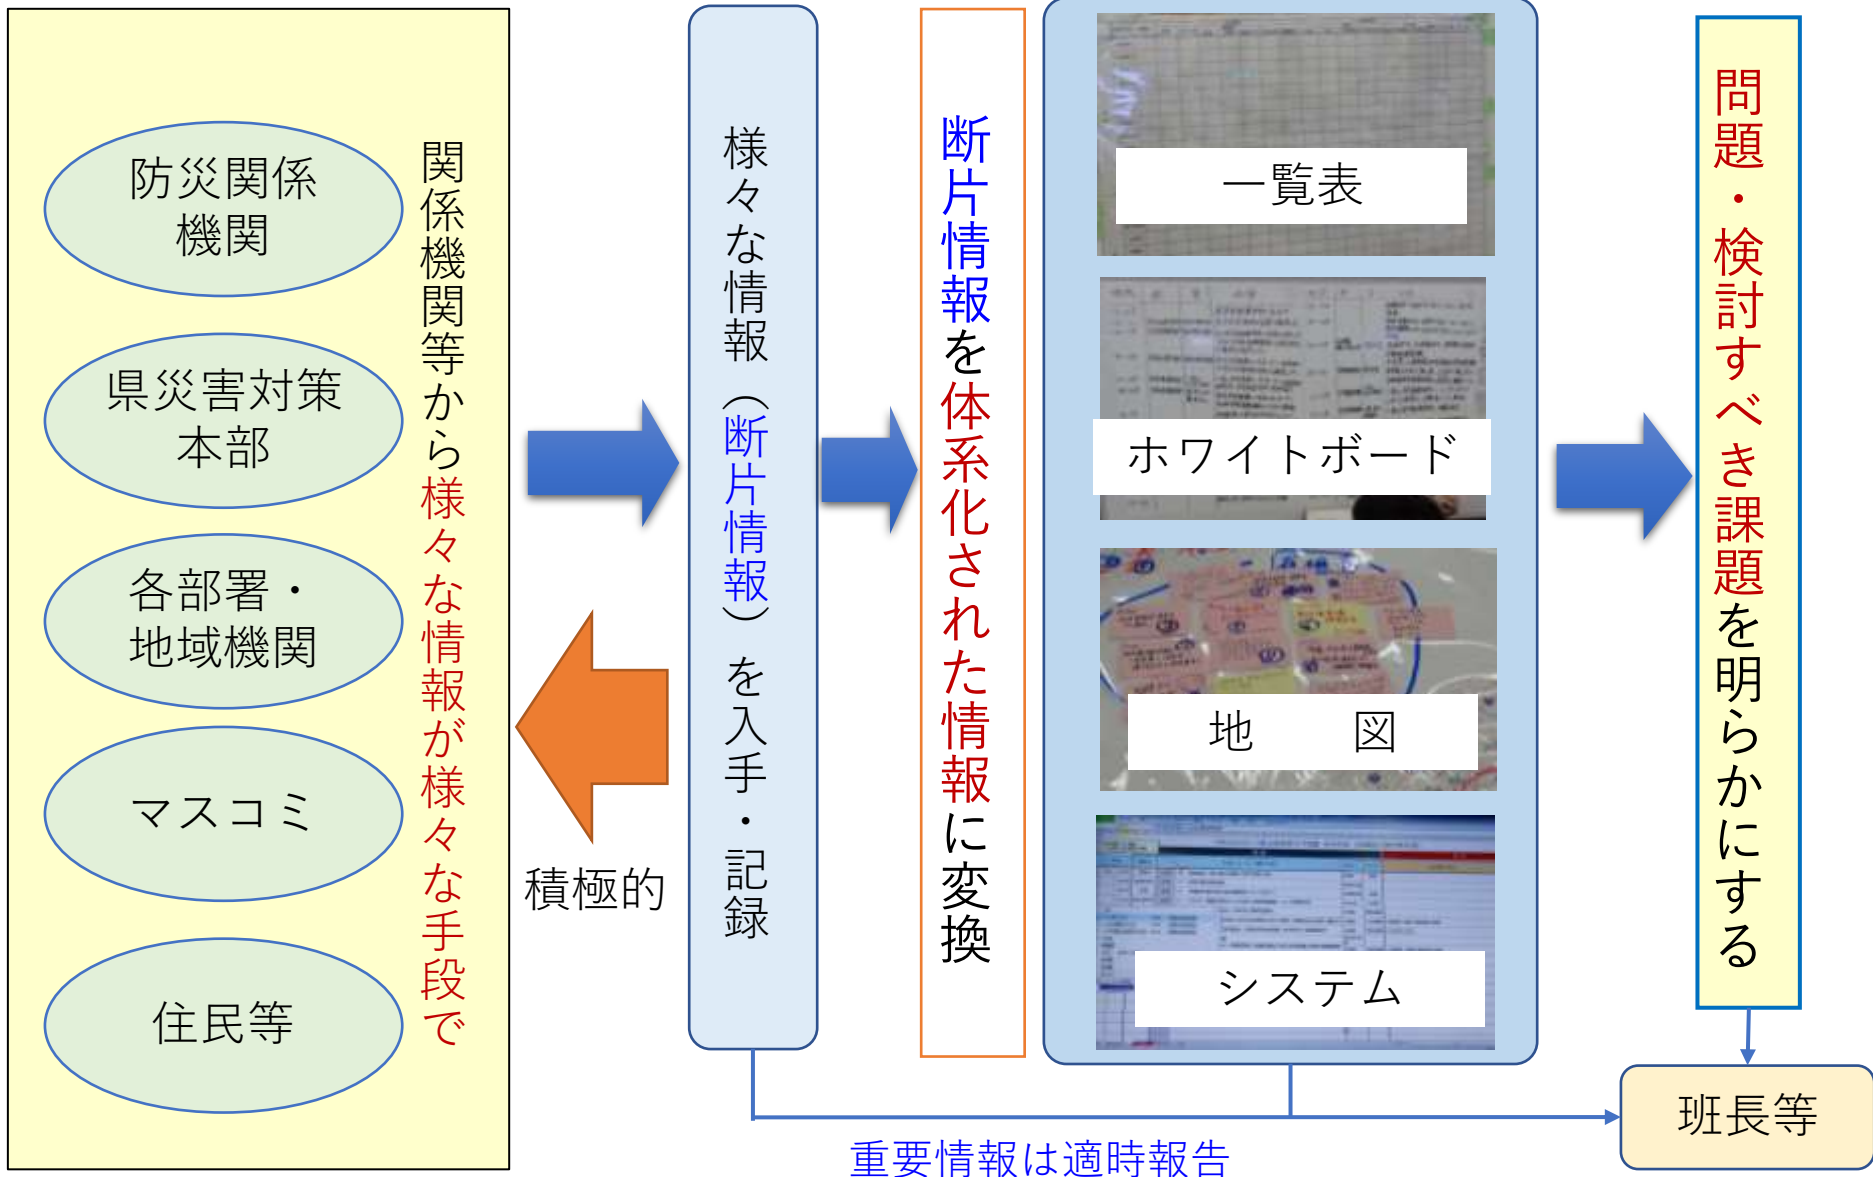 防災関係
機関
県災害対策
本部
各部署・
地域機関
マスコミ
住民等
関係機関等から様々な情報が様々な手段で
積極的
様々な情報（断片情報）を入手・記録
断片情報を体系化された情報に変換
一覧表
ホワイトボード
地　　図
システム
問題・検討すべき課題を明らかにする
班長等
重要情報は適時報告